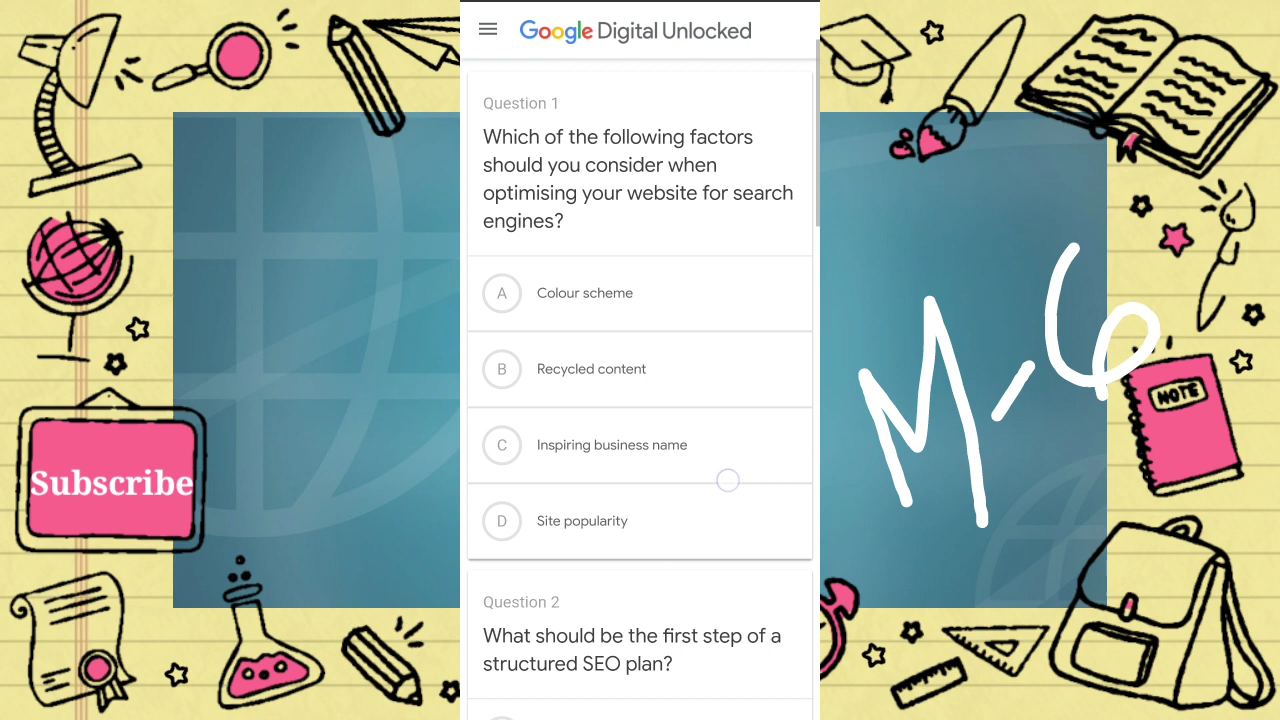 Google Digital Unlocked
Question 1
Which of the following factors
should you consider when
optimising your website for search
engines?
A Colour scheme
B Recycled content
C Inspiring business name
D Site popularity
Question 2
What should be the first step of a
structured SEO plan?
Subscribe
M-6
NOTE